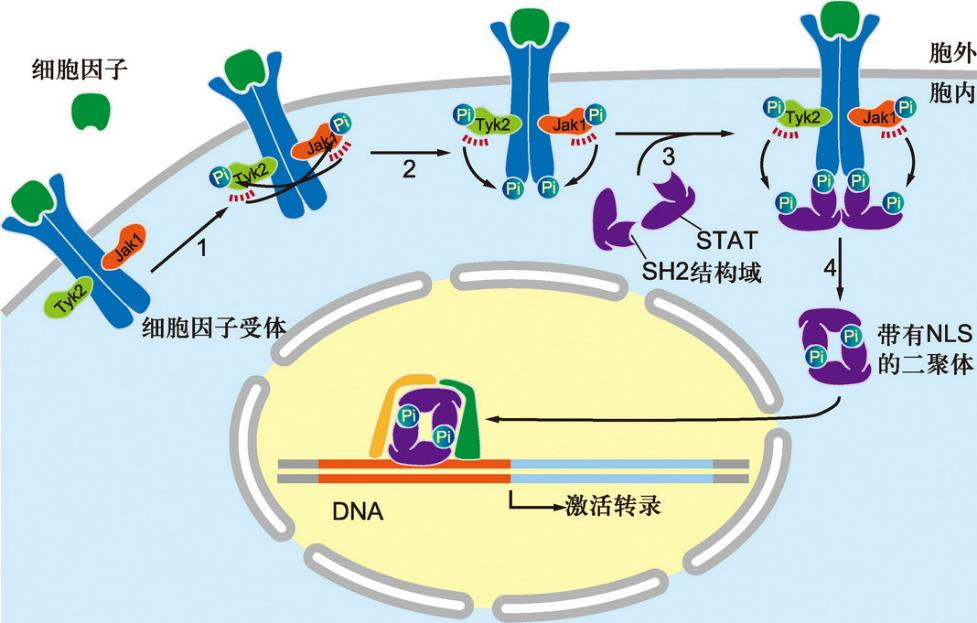 细胞因子
胞外
胞内
Pi
Tyk2
Jak1
Pi
Pi
Tyk2
Jak1
Pi
Pi
Pi
Pi
Tyk2
Jak1
Pi
Pi
Pi
Pi
Pi
Tyk2
Jak1
1
2
3
4
STAT
SH2结构域
细胞因子受体
Pi
Pi
带有NLS
的二聚体
Pi
Pi
DNA
激活转录